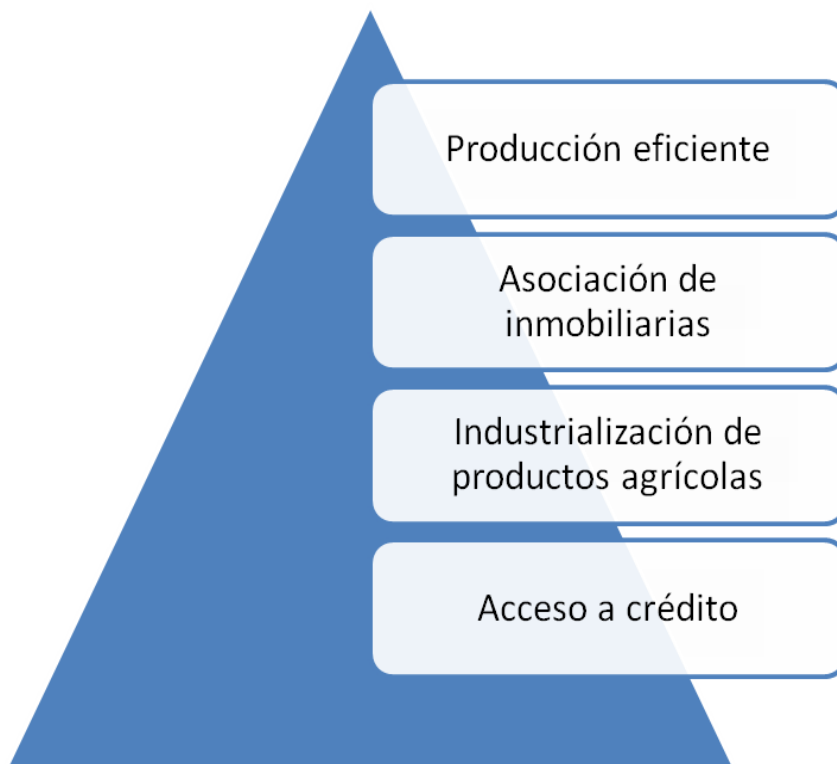 Producción eficiente
Asociación de
inmobiliarias
Industrialización de
productos agrícolas
Acceso a crédito